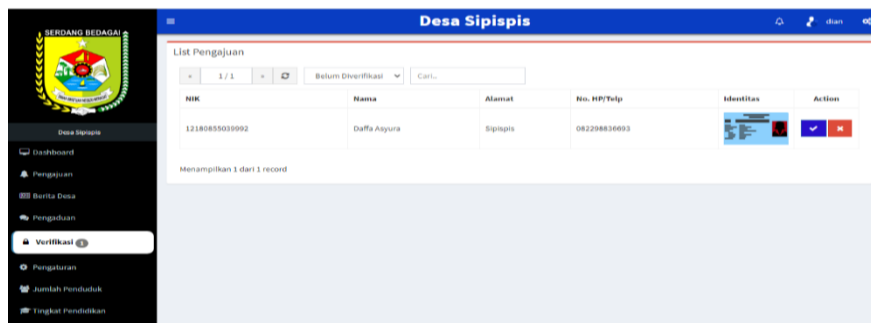 SERDANG BEDAGAI
Desa Sipispis
dian
Desa Sipispis
Dashboard
Pengajuan
Berita Desa
Pengaduan
Verifikasi 1
Pengaturan
Jumlah Penduduk
Tingkat Pendidikan
List Pengajuan
« 1 / 1 » Belum Diverifikasi Cari...
NIK Nama Alamat No. HP/Telp Identitas Action
12180855039992 Daffa Asyura Sipispis 082298836693
Menampilkan 1 dari 1 record